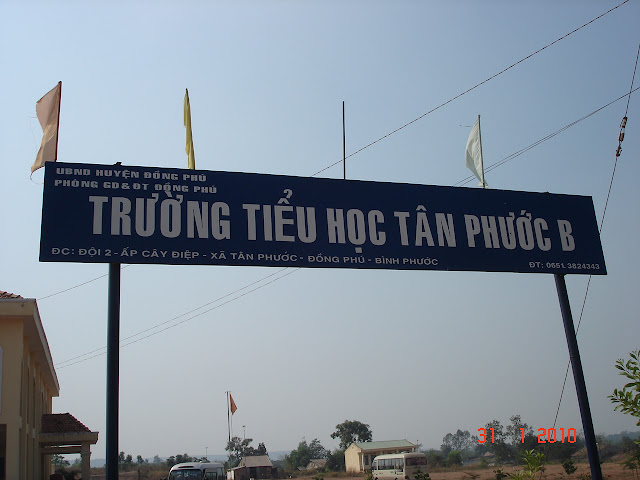 UBND HUYỆN ĐỒNG PHÚ
PHÒNG GD&ĐT ĐỒNG PHÚ
TRƯỜNG TIỂU HỌC TÂN PHƯỚC B
ĐC: ĐỘI 2 - ẤP CÂY ĐIỆP - XÃ TÂN PHƯỚC - ĐỒNG PHÚ - BÌNH PHƯỚC
ĐT: 0651.3824343
31 1 2010